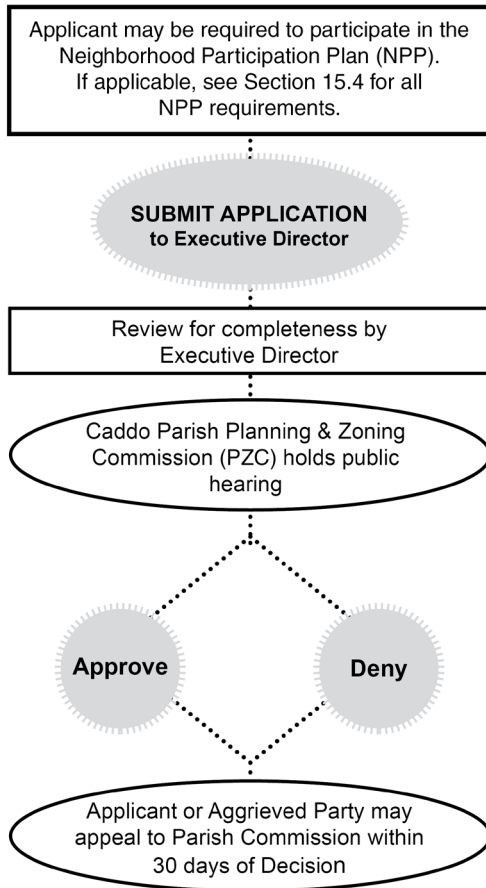 Applicant may be required to participate in the
Neighborhood Participation Plan (NPP).
If applicable, see Section 15.4 for all
NPP requirements.
SUBMIT APPLICATION
to Executive Director
Review for completeness by
Executive Director
Caddo Parish Planning & Zoning
Commission (PZC) holds public
hearing
Approve
Deny
Applicant or Aggrieved Party may
appeal to Parish Commission within
30 days of Decision